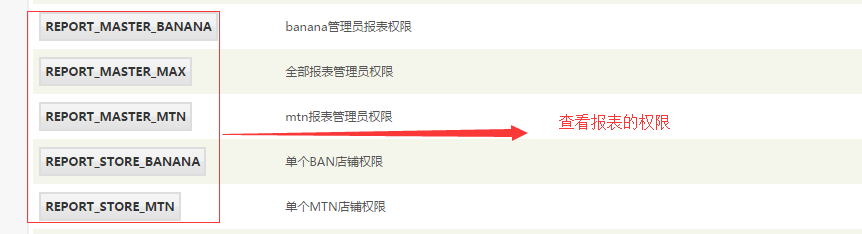 REPORT_MASTER_BANANA banana管理员报表权限
REPORT_MASTER_MAX 全部报表管理员权限
REPORT_MASTER_MTN mtn报表管理员权限
查看报表的权限
REPORT_STORE_BANANA 单个BAN店铺权限
REPORT_STORE_MTN 单个MTN店铺权限